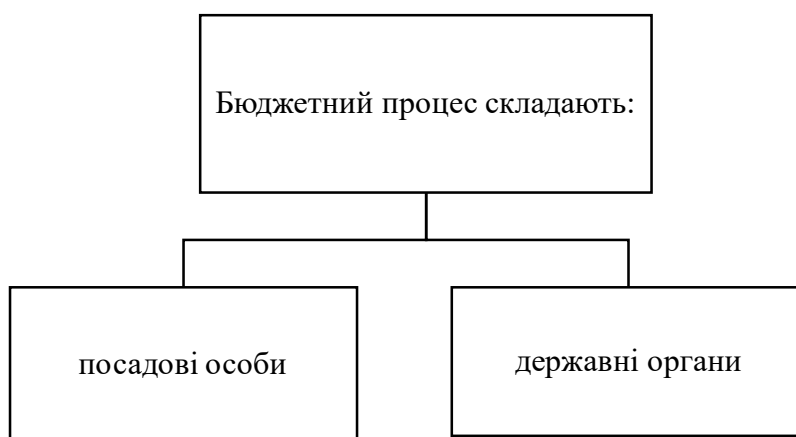 Бюджетний процес складають:
посадові особи
державні органи